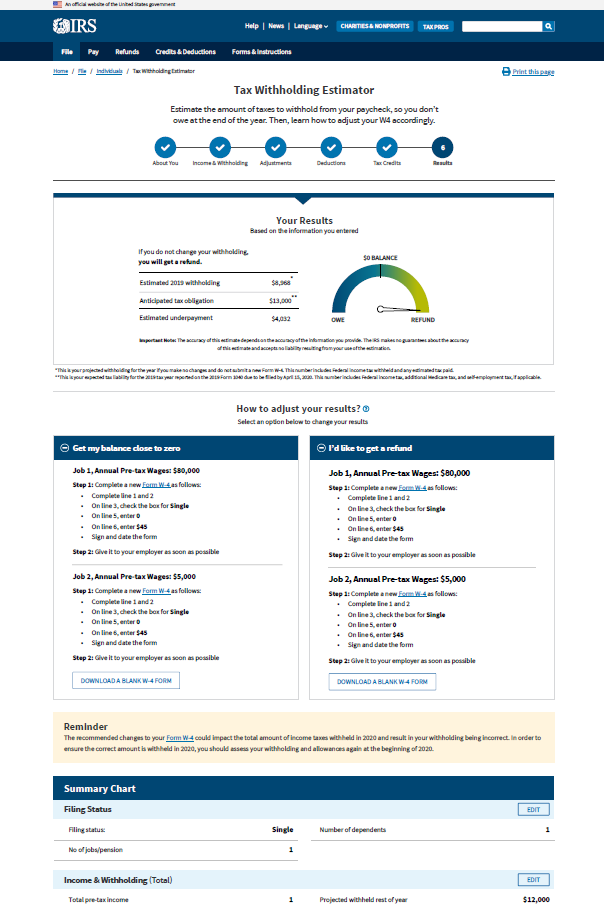 An official website of the United States government
IRS
Help | News | Language
CHARITIES & NONPROFITS
TAX PROS
File
Pay
Refunds
Credits & Deductions
Forms & Instructions
Home / File / Individuals / Tax Withholding Estimator
Print this page
Tax Withholding Estimator
Estimate the amount of taxes to withhold from your paycheck, so you don't
owe at the end of the year. Then, learn how to adjust your W4 accordingly.
6
About You
Income & Withholding
Adjustments
Deductions
Tax Credits
Results
Your Results
Based on the information you entered
If you do not change your withholding,
you will get a refund.
Estimated 2019 withholding $8,968*
Anticipated tax obligation $13,000**
Estimated underpayment $4,032
$0 BALANCE
OWE
REFUND
Important Note: The accuracy of this estimate depends on the accuracy of the information you provide. The IRS makes no guarantees about the accuracy
of this estimate and accepts no liability resulting from your use of the estimation.
*This is your projected withholding for the year if you make no changes and do not submit a new Form W-4. This number includes Federal income tax withheld and any estimated tax paid.
**This is your expected tax liability for the 2019 tax year reported on the 2019 Form 1040 due to be filed by April 15, 2020. This number includes Federal income tax, additional Medicare tax, and self-employment tax, if applicable.
How to adjust your results?
Select an option below to change your results
Get my balance close to zero
Job 1, Annual Pre-tax Wages: $80,000
Step 1: Complete a new Form W-4 as follows:
• Complete line 1 and 2
• On line 3, check the box for Single
• On line 5, enter 0
• On line 6, enter $45
• Sign and date the form
Step 2: Give it to your employer as soon as possible
Job 2, Annual Pre-tax Wages: $5,000
Step 1: Complete a new Form W-4 as follows:
• Complete line 1 and 2
• On line 3, check the box for Single
• On line 5, enter 0
• On line 6, enter $45
• Sign and date the form
Step 2: Give it to your employer as soon as possible
DOWNLOAD A BLANK W-4 FORM
I'd like to get a refund
Job 1, Annual Pre-tax Wages: $80,000
Step 1: Complete a new Form W-4 as follows:
• Complete line 1 and 2
• On line 3, check the box for Single
• On line 5, enter 0
• On line 6, enter $45
• Sign and date the form
Step 2: Give it to your employer as soon as possible
Job 2, Annual Pre-tax Wages: $5,000
Step 1: Complete a new Form W-4 as follows:
• Complete line 1 and 2
• On line 3, check the box for Single
• On line 5, enter 0
• On line 6, enter $45
• Sign and date the form
Step 2: Give it to your employer as soon as possible
DOWNLOAD A BLANK W-4 FORM
Reminder
The recommended changes to your Form W-4 could impact the total amount of income taxes withheld in 2020 and result in your withholding being incorrect. In order to
ensure the correct amount is withheld in 2020, you should assess your withholding and allowances again at the beginning of 2020.
Summary Chart
Filing Status
EDIT
Filing status: Single
Number of dependents 1
No of jobs/pension 1
Income & Withholding (Total)
EDIT
Total pre-tax income 1
Projected withheld rest of year $12,000